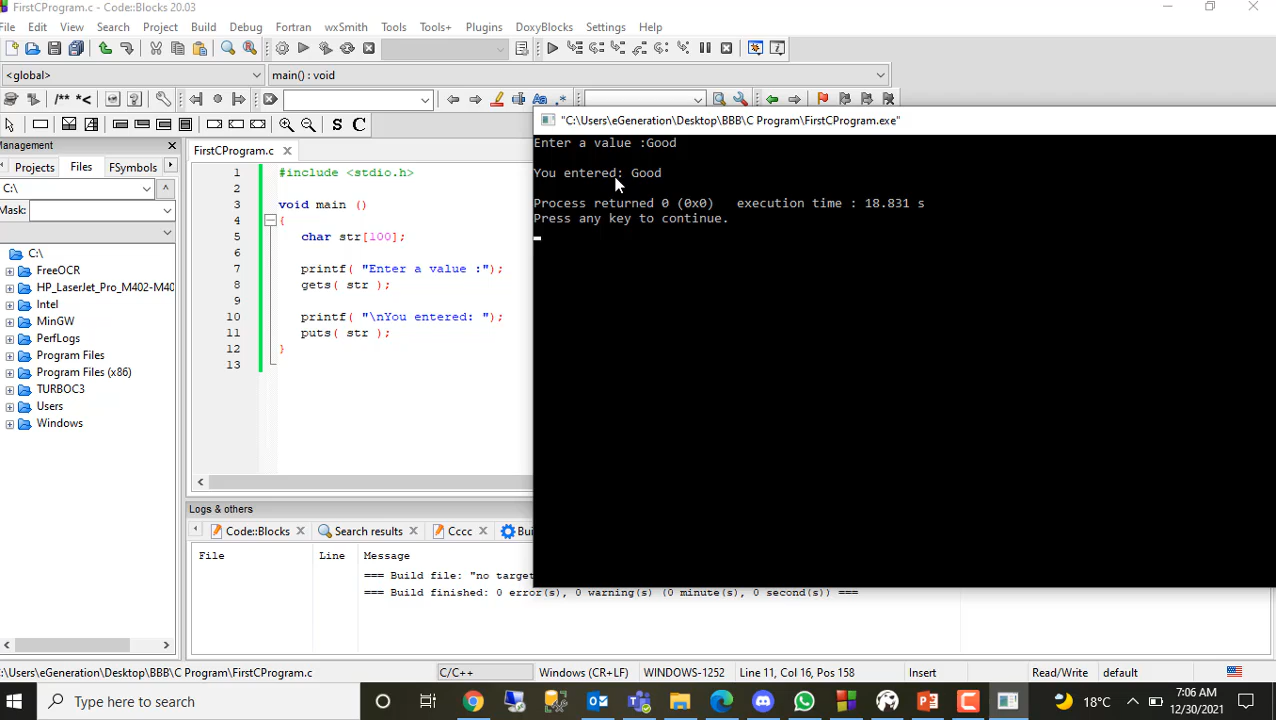 FirstCProgram.c - Code::Blocks 20.03
File Edit View Search Project Build Debug Fortran wxSmith Tools Tools+ Plugins DoxyBlocks Settings Help
<global> main() : void
/** *< Aa .*
S C
Management
Projects Files FSymbols
C:\
Mask:
C:\
FreeOCR
HP_LaserJet_Pro_M402-M40
Intel
MinGW
PerfLogs
Program Files
Program Files (x86)
TURBOC3
Users
Windows
FirstCProgram.c
1 #include <stdio.h>
2
3 void main ()
4 {
5 char str[100];
6
7 printf( "Enter a value :");
8 gets( str );
9
10 printf( "\nYou entered: ");
11 puts( str );
12 }
13
"C:\Users\eGeneration\Desktop\BBB\C Program\FirstCProgram.exe"
Enter a value :Good
You entered: Good
Process returned 0 (0x0) execution time : 18.831 s
Press any key to continue.
Logs & others
Code::Blocks Search results Cccc Bui
File Line Message
=== Build file: "no target
=== Build finished: 0 error(s), 0 warning(s) (0 minute(s), 0 second(s)) ===
:\Users\eGeneration\Desktop\BBB\C Program\FirstCProgram.c C/C++ Windows (CR+LF) WINDOWS-1252 Line 11, Col 16, Pos 158 Insert Read/Write default
Type here to search
18°C
7:06 AM
12/30/2021